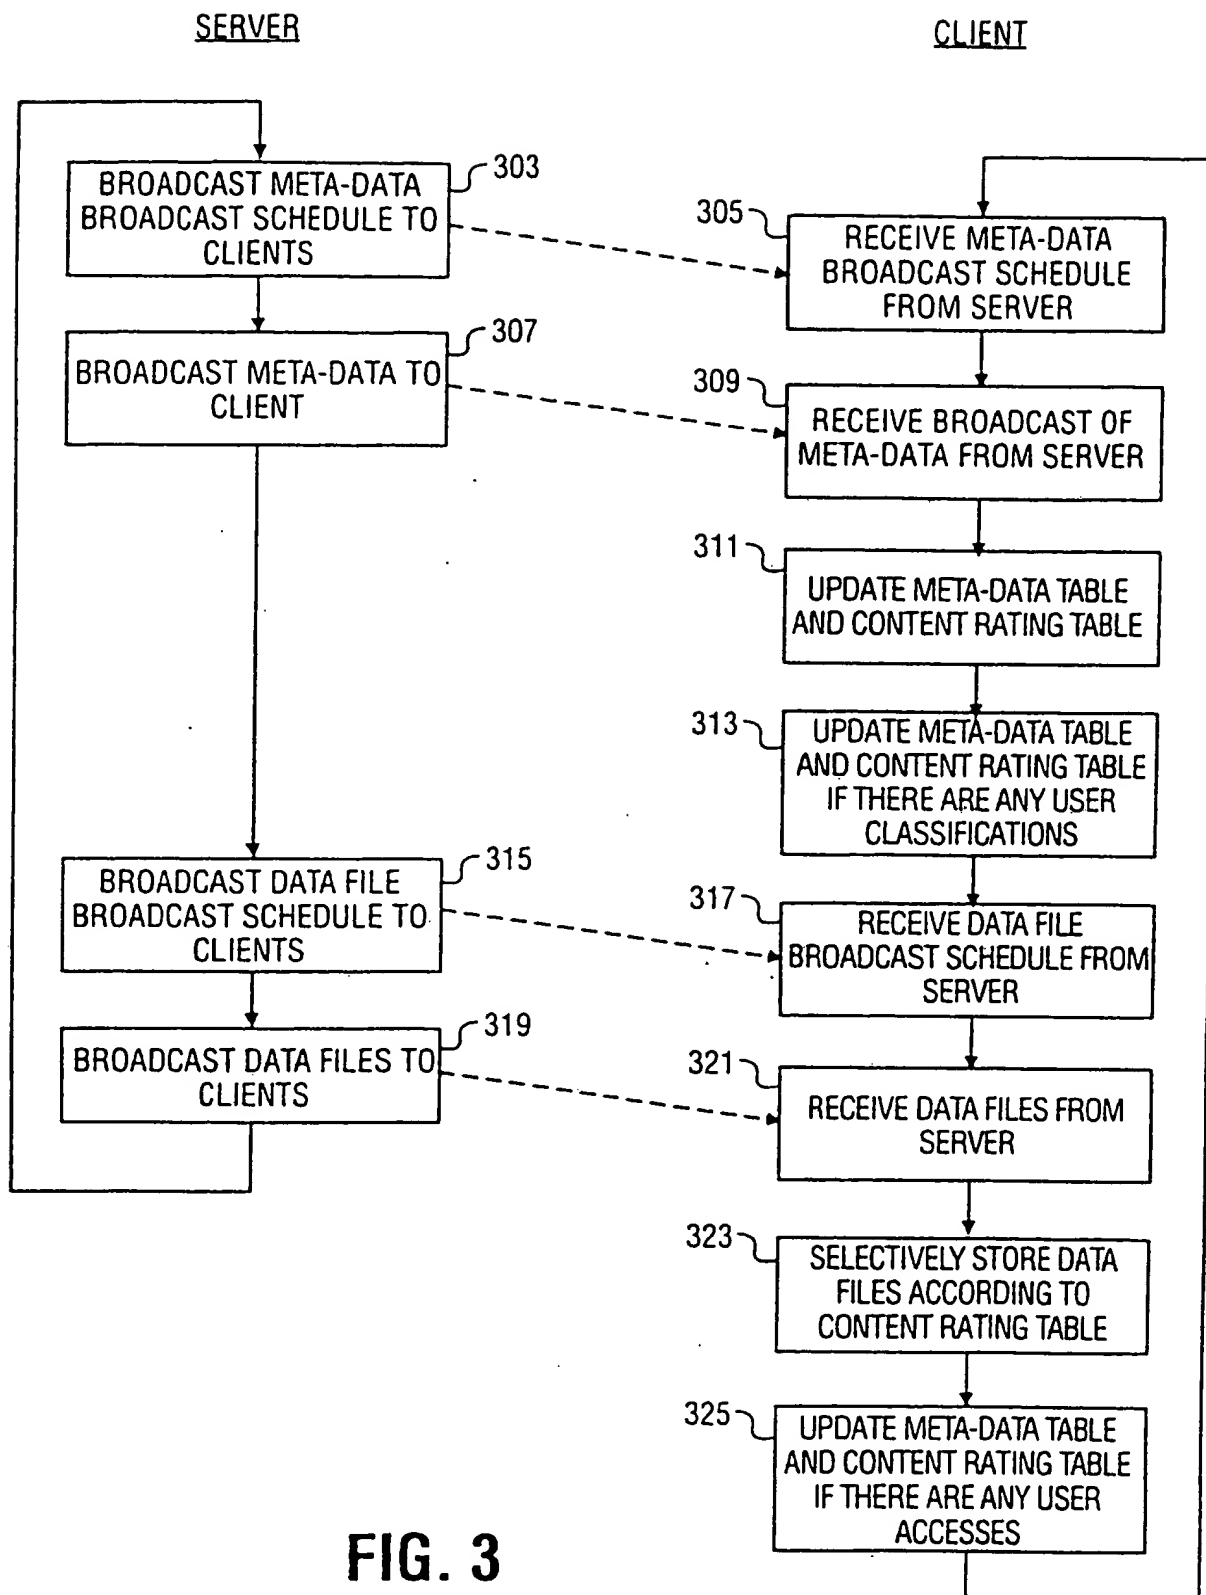 SERVER
CLIENT
303
BROADCAST META-DATA
BROADCAST SCHEDULE TO
CLIENTS
305
RECEIVE META-DATA
BROADCAST SCHEDULE
FROM SERVER
307
BROADCAST META-DATA TO
CLIENT
309
RECEIVE BROADCAST OF
META-DATA FROM SERVER
311
UPDATE META-DATA TABLE
AND CONTENT RATING TABLE
313
UPDATE META-DATA TABLE
AND CONTENT RATING TABLE
IF THERE ARE ANY USER
CLASSIFICATIONS
315
BROADCAST DATA FILE
BROADCAST SCHEDULE TO
CLIENTS
317
RECEIVE DATA FILE
BROADCAST SCHEDULE FROM
SERVER
319
BROADCAST DATA FILES TO
CLIENTS
321
RECEIVE DATA FILES FROM
SERVER
323
SELECTIVELY STORE DATA
FILES ACCORDING TO
CONTENT RATING TABLE
325
UPDATE META-DATA TABLE
AND CONTENT RATING TABLE
IF THERE ARE ANY USER
ACCESSES
FIG. 3